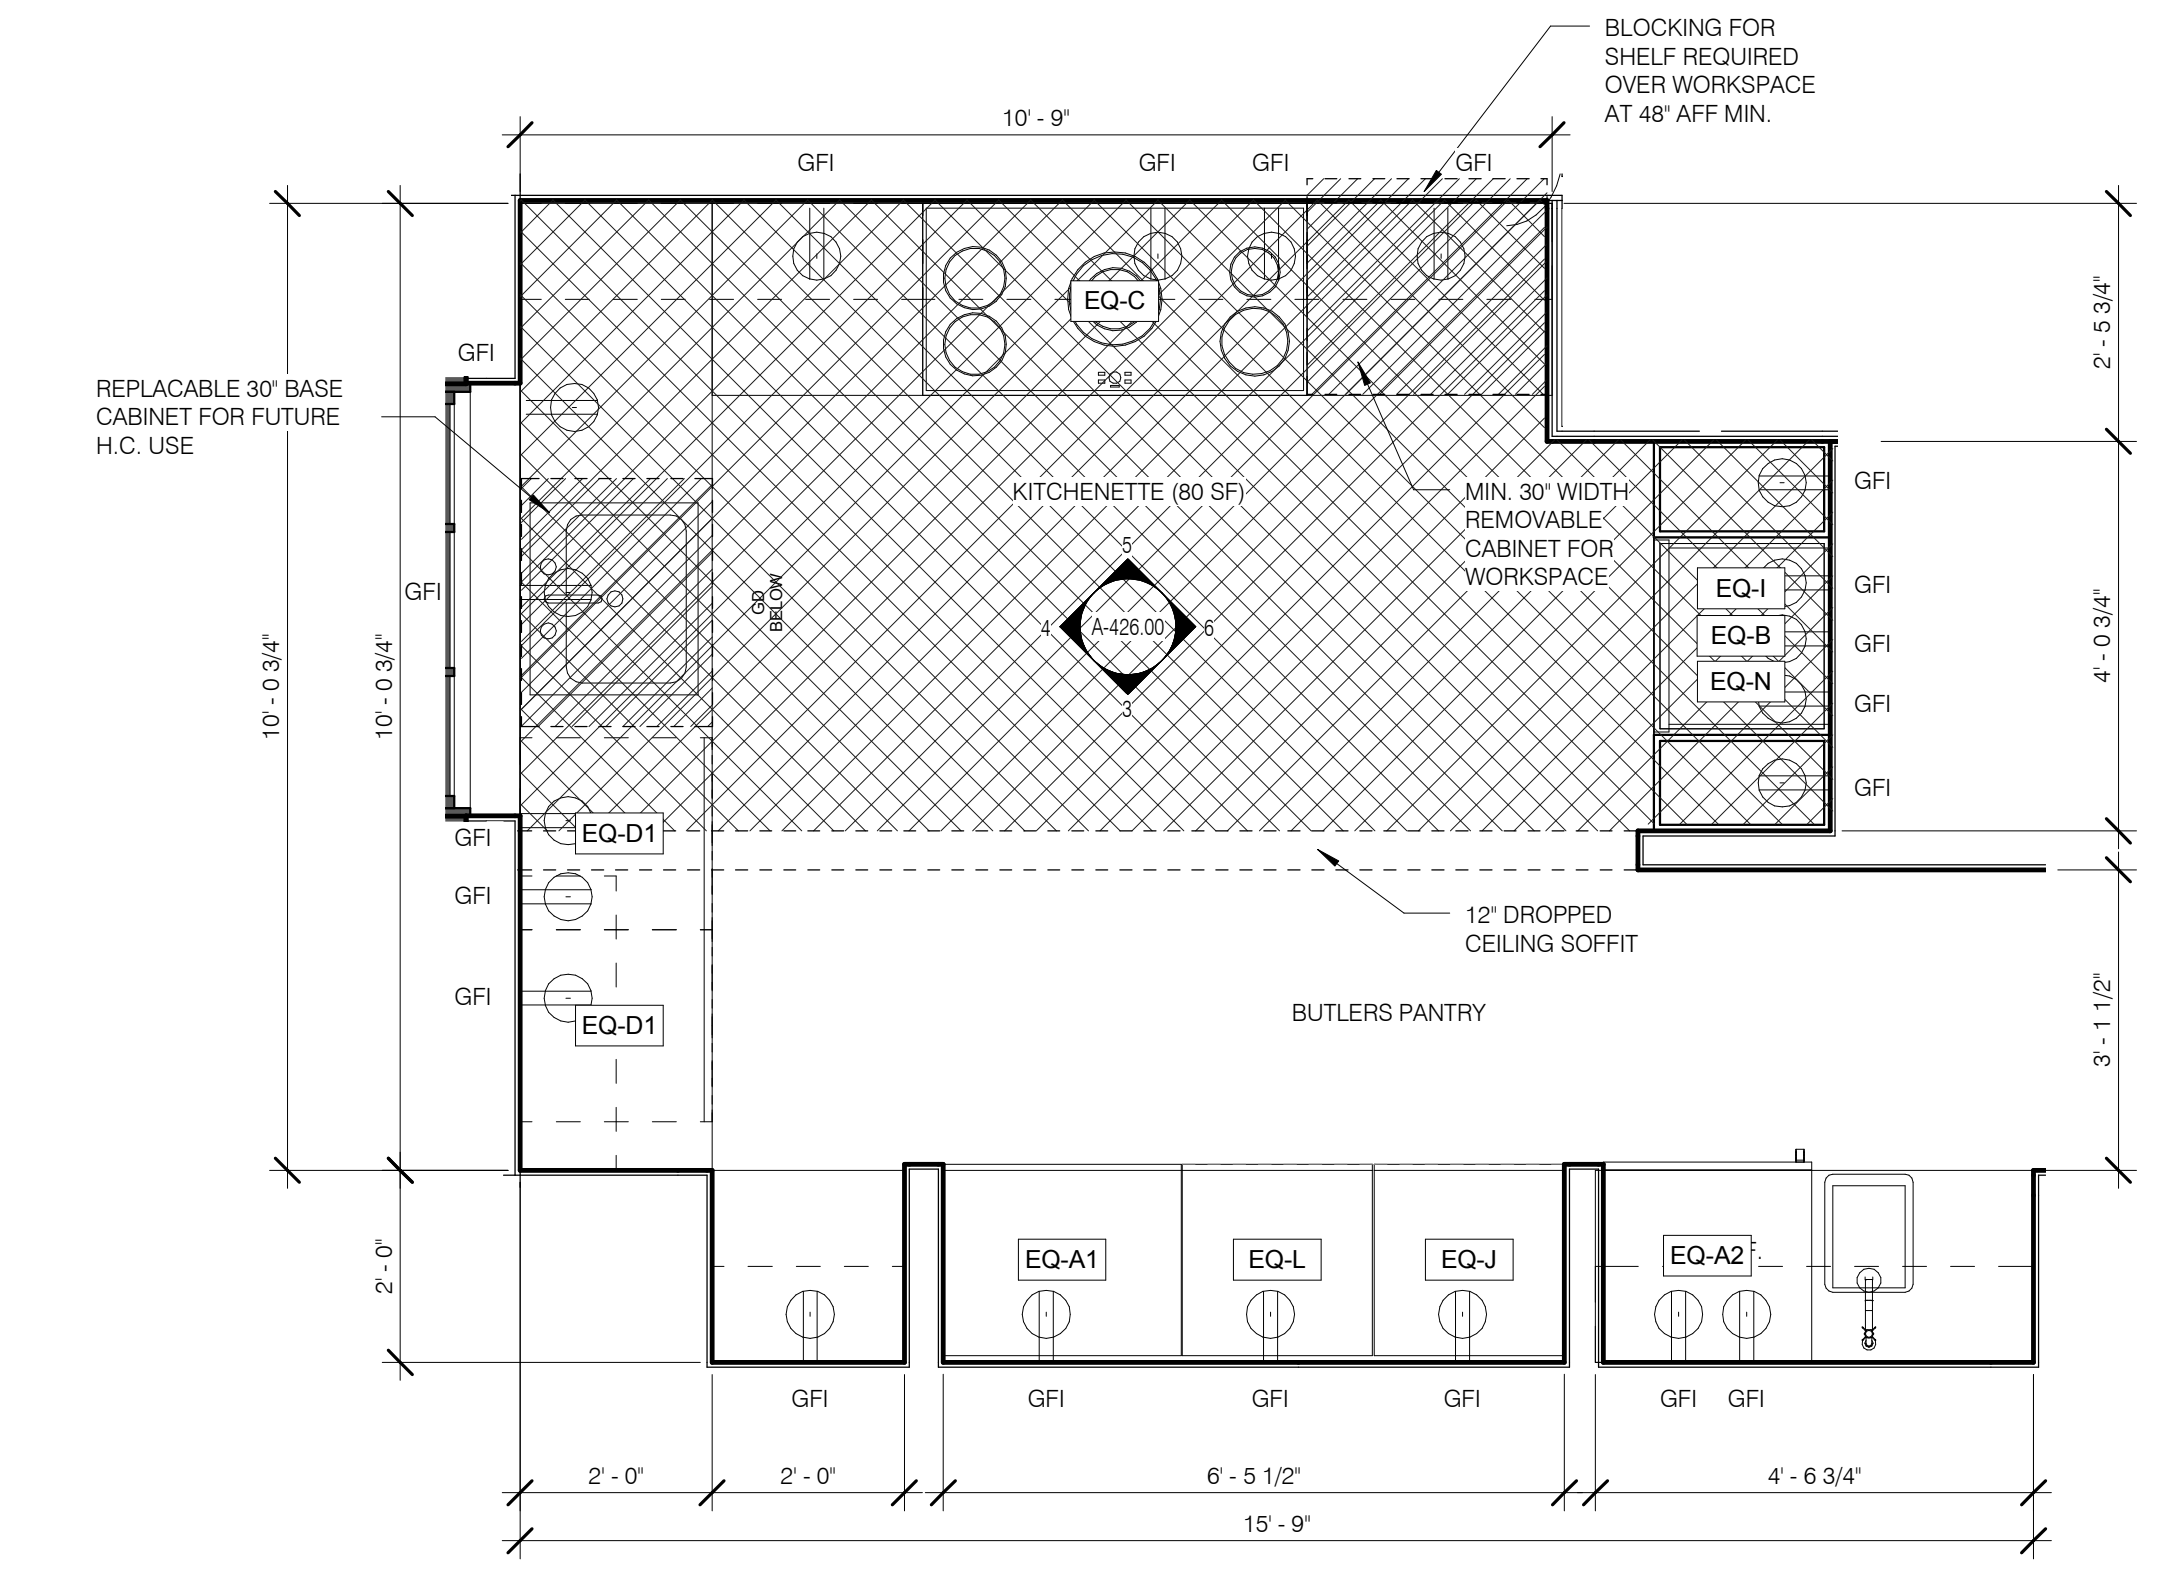 BLOCKING FOR
SHELF REQUIRED
OVER WORKSPACE
AT 48" AFF MIN.
10' - 9"
GFI
GFI
GFI
GFI
2' - 5 3/4"
EQ-C
GFI
REPLACABLE 30" BASE
CABINET FOR FUTURE
H.C. USE
KITCHENETTE (80 SF)
MIN. 30" WIDTH
REMOVABLE
CABINET FOR
WORKSPACE
GFI
GFI
GD
BELOW
5
4
A-426.00
6
3
EQ-I
GFI
EQ-B
GFI
EQ-N
GFI
4' - 0 3/4"
10' - 0 3/4"
10' - 0 3/4"
GFI
GFI
EQ-D1
GFI
12" DROPPED
CEILING SOFFIT
GFI
EQ-D1
BUTLERS PANTRY
3' - 1 1/2"
2' - 0"
EQ-A1
EQ-L
EQ-J
EQ-A2
GFI
GFI
GFI
GFI
GFI
GFI
2' - 0"
2' - 0"
6' - 5 1/2"
4' - 6 3/4"
15' - 9"